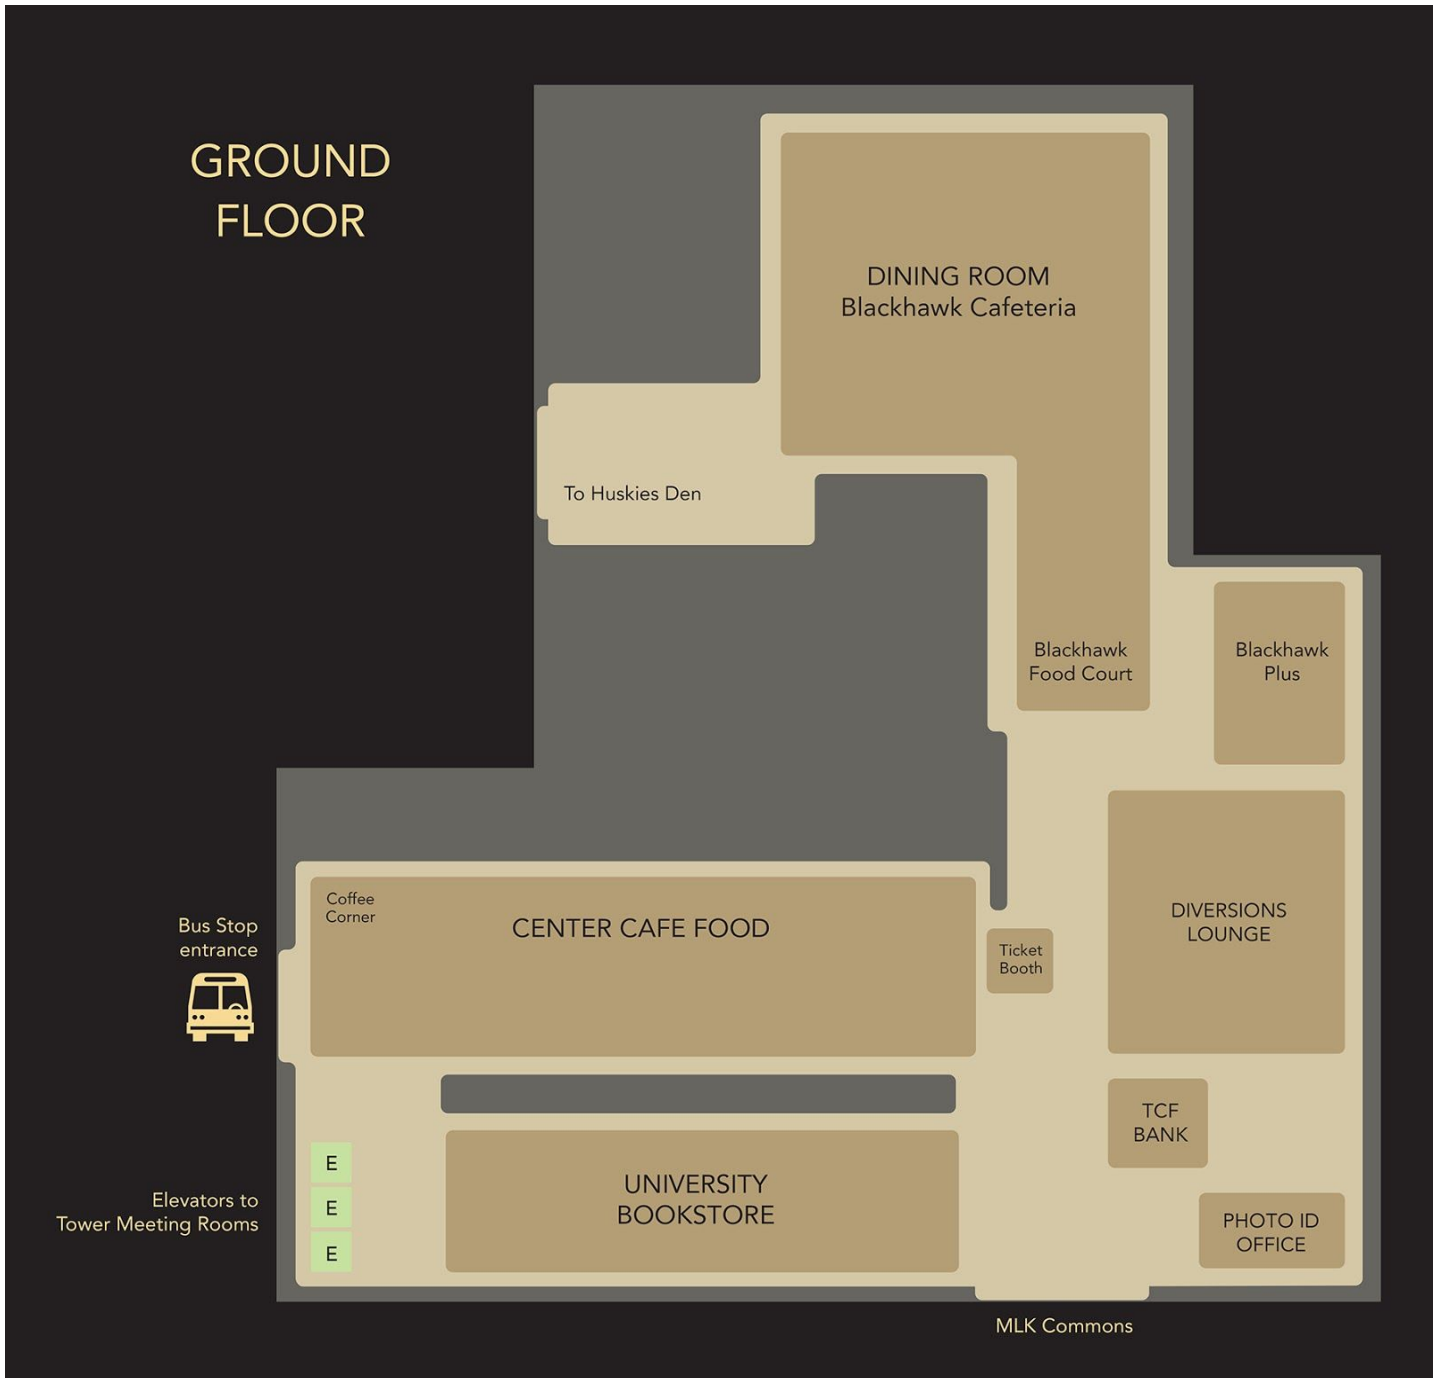 GROUND
FLOOR
DINING ROOM
Blackhawk Cafeteria
To Huskies Den
Blackhawk
Food Court
Blackhawk
Plus
Coffee
Corner
CENTER CAFE FOOD
Bus Stop
entrance
Ticket
Booth
DIVERSIONS
LOUNGE
TCF
BANK
E
E
E
Elevators to
Tower Meeting Rooms
UNIVERSITY
BOOKSTORE
PHOTO ID
OFFICE
MLK Commons